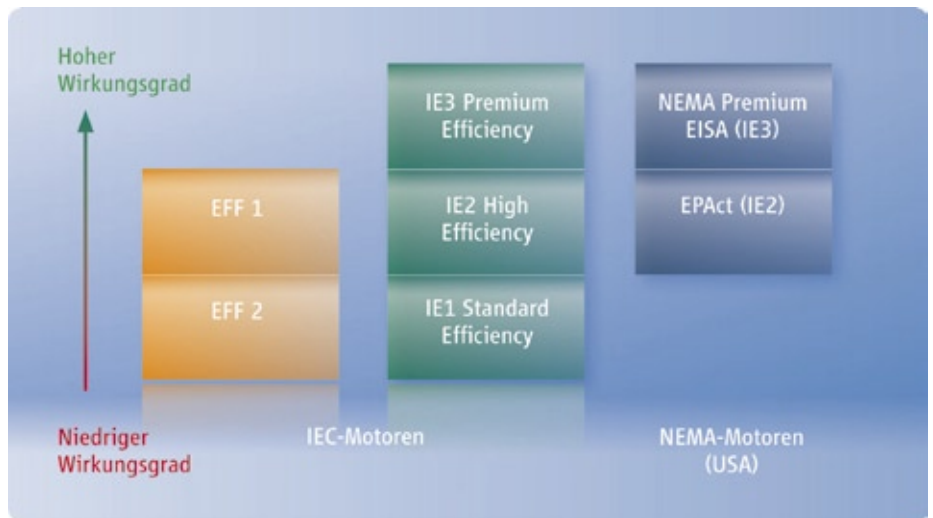 Hoher
Wirkungsgrad
IE3 Premium
Efficiency
NEMA Premium
EISA (IE3)
EFF 1
IE2 High
Efficiency
EPAct (IE2)
EFF 2
IE1 Standard
Efficiency
Niedriger
Wirkungsgrad
IEC-Motoren
NEMA-Motoren
(USA)